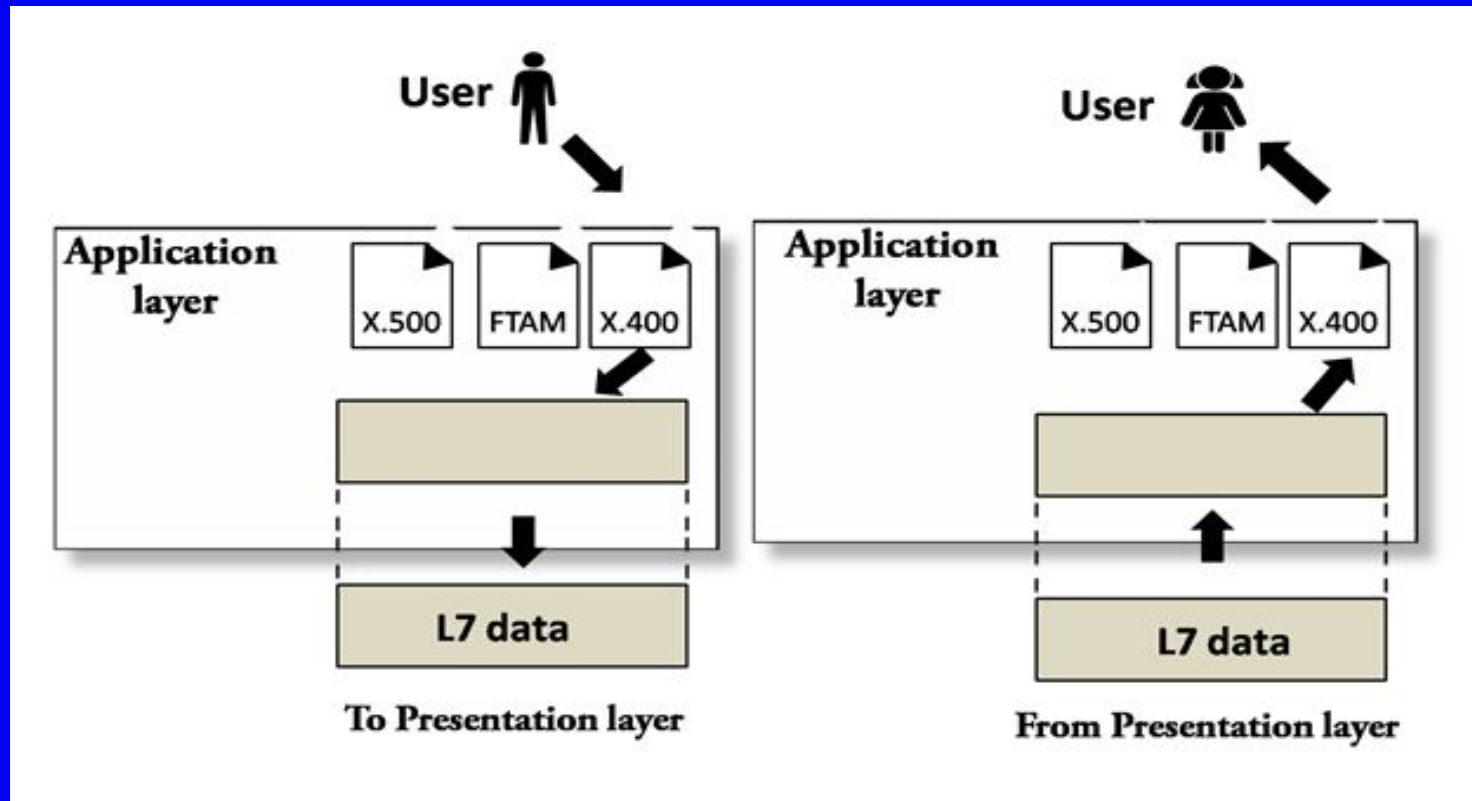 User
Application
layer
X.500 FTAM X.400
L7 data
To Presentation layer
User
Application
layer
X.500 FTAM X.400
L7 data
From Presentation layer